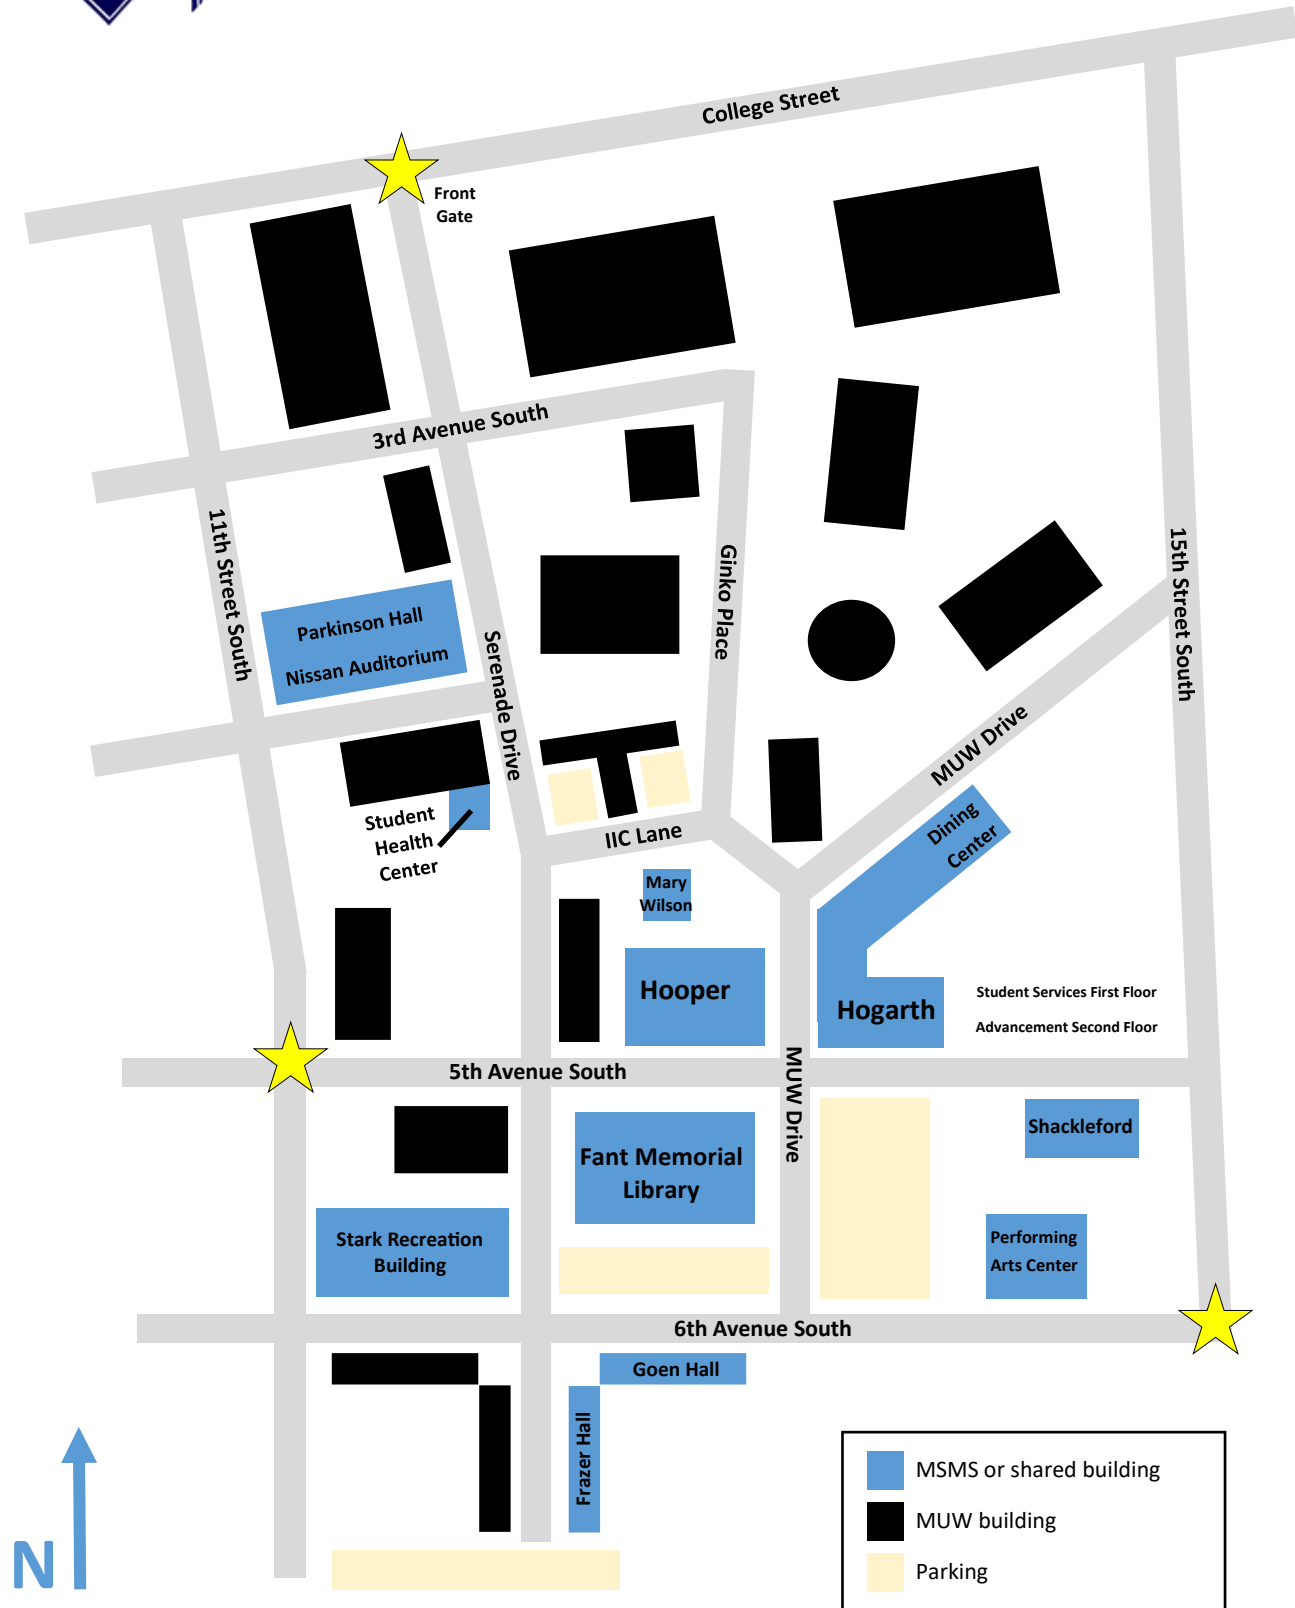 College Street
Front
Gate
3rd Avenue South
11th Street South
Ginko Place
15th Street South
Parkinson Hall
Nissan Auditorium
Serenade Drive
MUW Drive
Student
Health
Center
IIC Lane
Dining
Center
Mary
Wilson
Hooper
Hogarth
Student Services First Floor
Advancement Second Floor
5th Avenue South
MUW Drive
Fant Memorial
Library
Shackleford
Stark Recreation
Building
Performing
Arts Center
6th Avenue South
Goen Hall
Frazer Hall
N
MSMS or shared building
MUW building
Parking